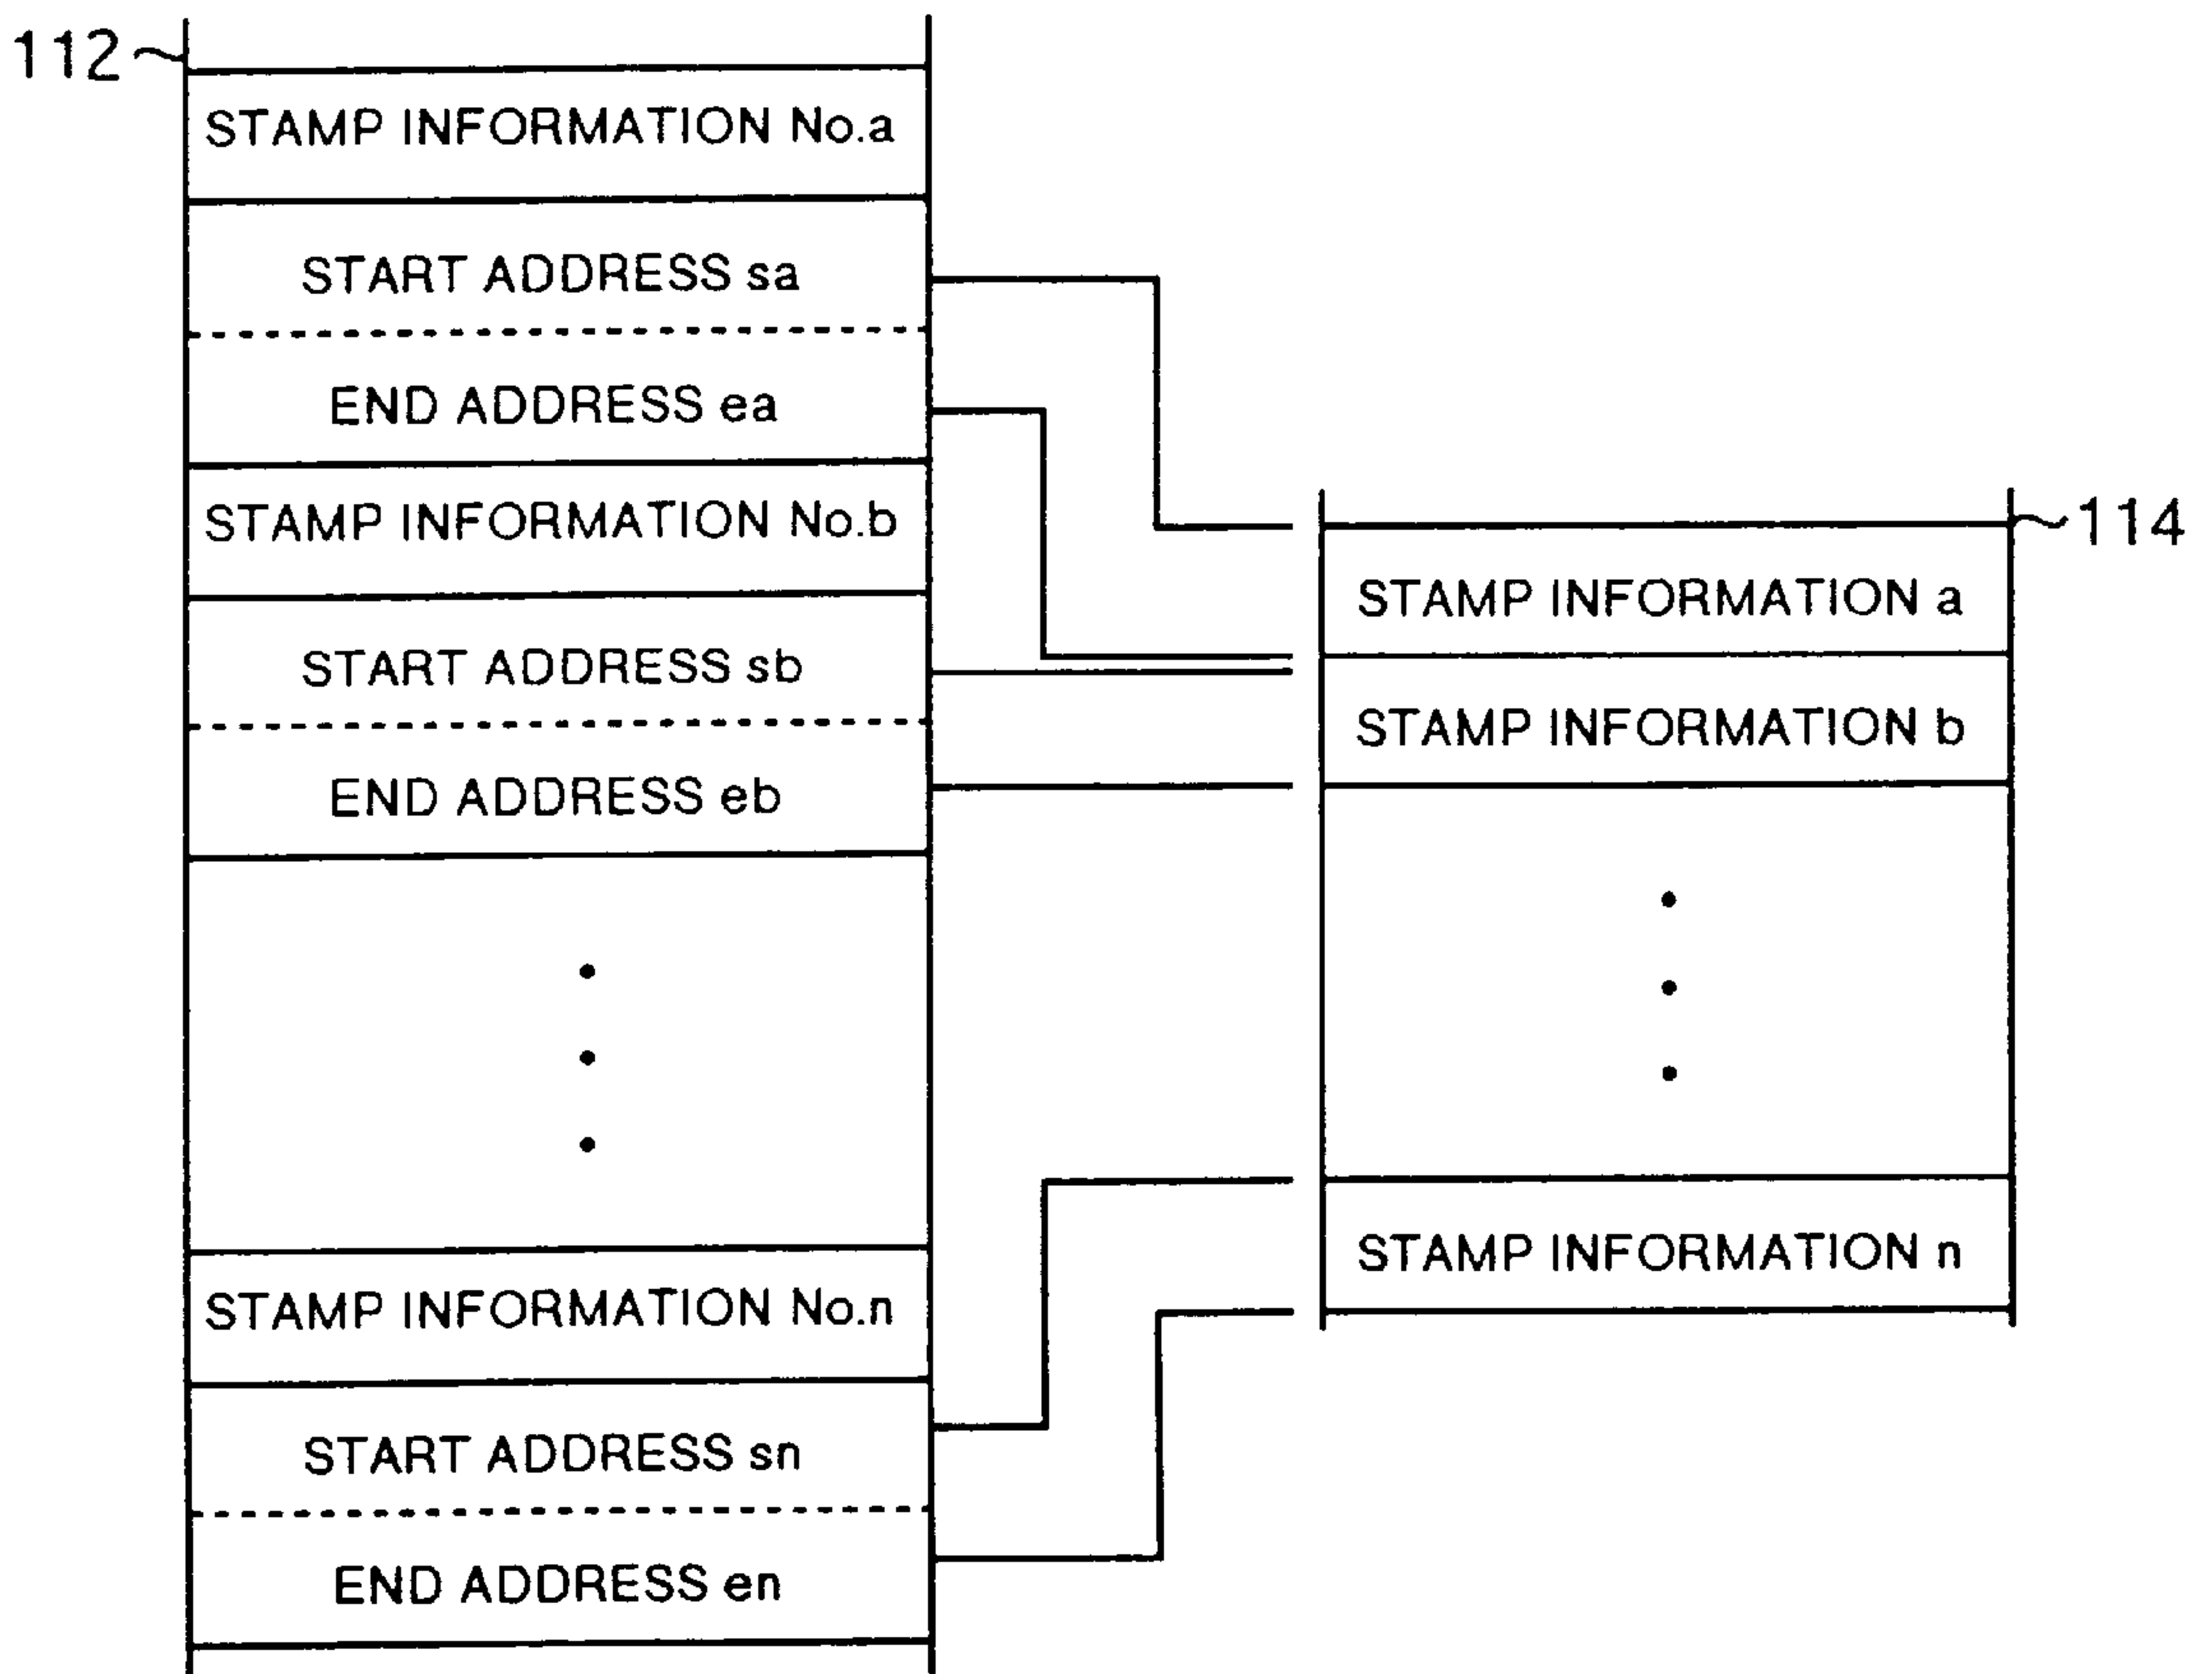 112
STAMP INFORMATION No.a
START ADDRESS sa
END ADDRESS ea
STAMP INFORMATION No.b
START ADDRESS sb
END ADDRESS eb
STAMP INFORMATION No.n
START ADDRESS sn
END ADDRESS en
114
STAMP INFORMATION a
STAMP INFORMATION b
STAMP INFORMATION n